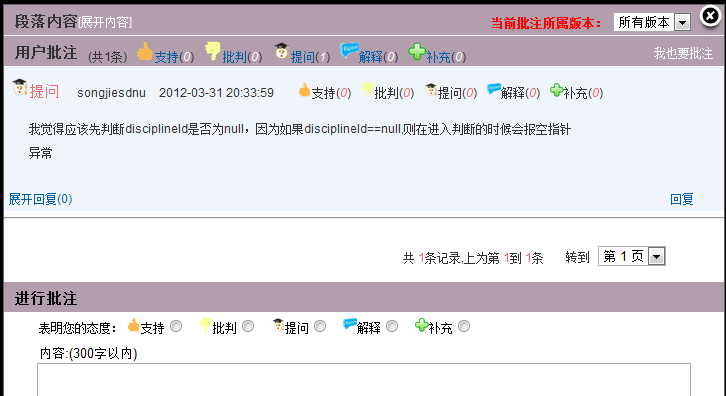 段落内容[展开内容] 当前批注所属版本： 所有版本
用户批注 (共1条) 支持(0) 批判(0) 提问(1) 解释(0) 补充(0) 我也要批注
提问 songjiesdnu 2012-03-31 20:33:59 支持(0) 批判(0) 提问(0) 解释(0) 补充(0)
我觉得应该先判断disciplineId是否为null，因为如果disciplineId==null,则在进入判断的时候会报空指针
异常
展开回复(0) 回复
共 1条记录,上为第 1到 1条 转到 第 1 页
进行批注
表明您的态度： 支持 批判 提问 解释 补充
内容:(300字以内)